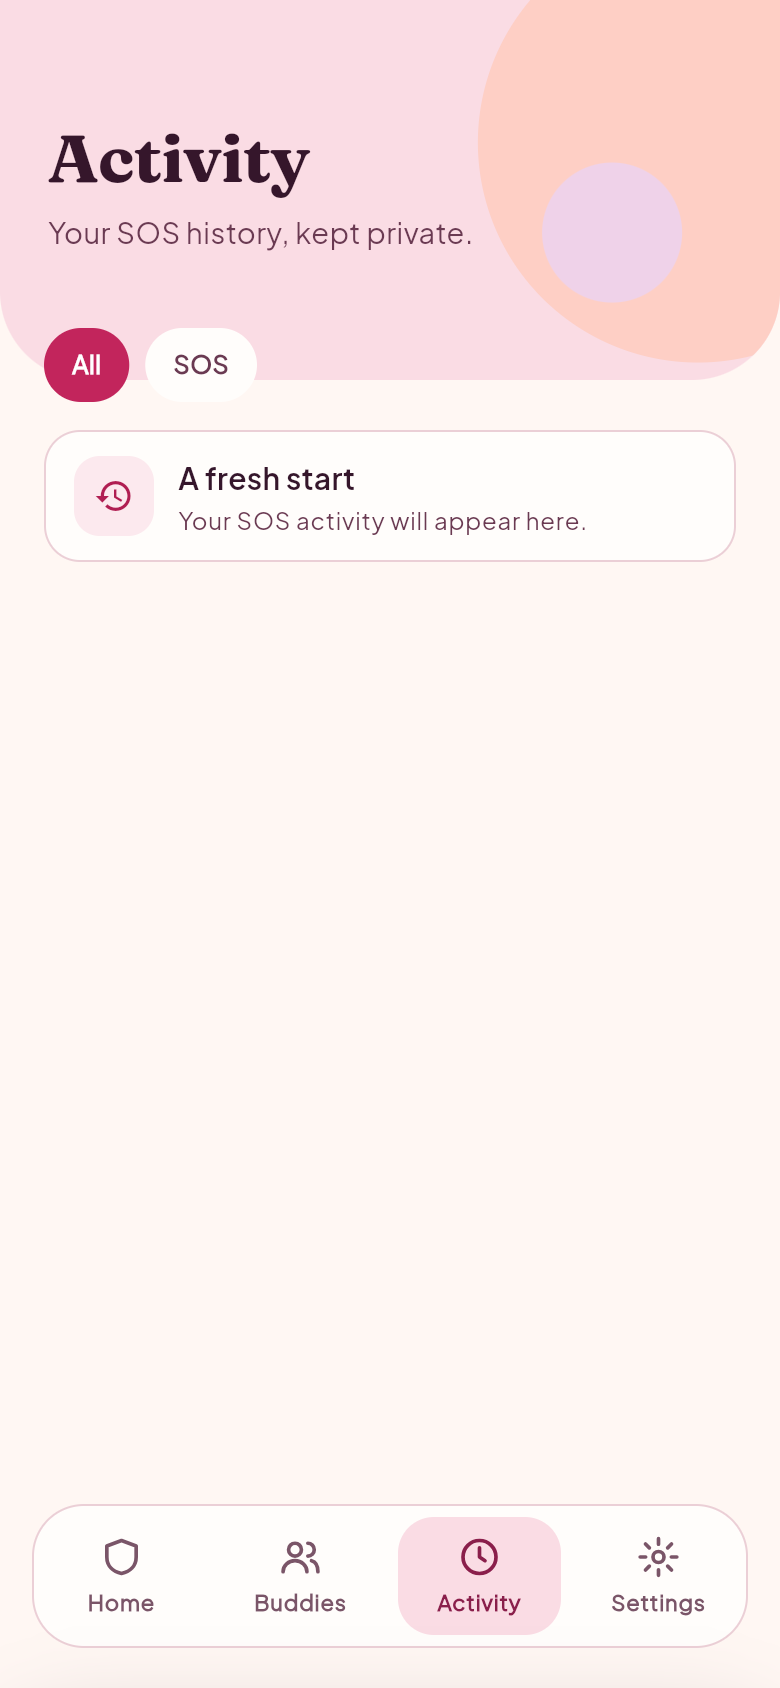 Activity
Your SOS history, kept private.
All
SOS
A fresh start
Your SOS activity will appear here.
Home
Buddies
Activity
Settings